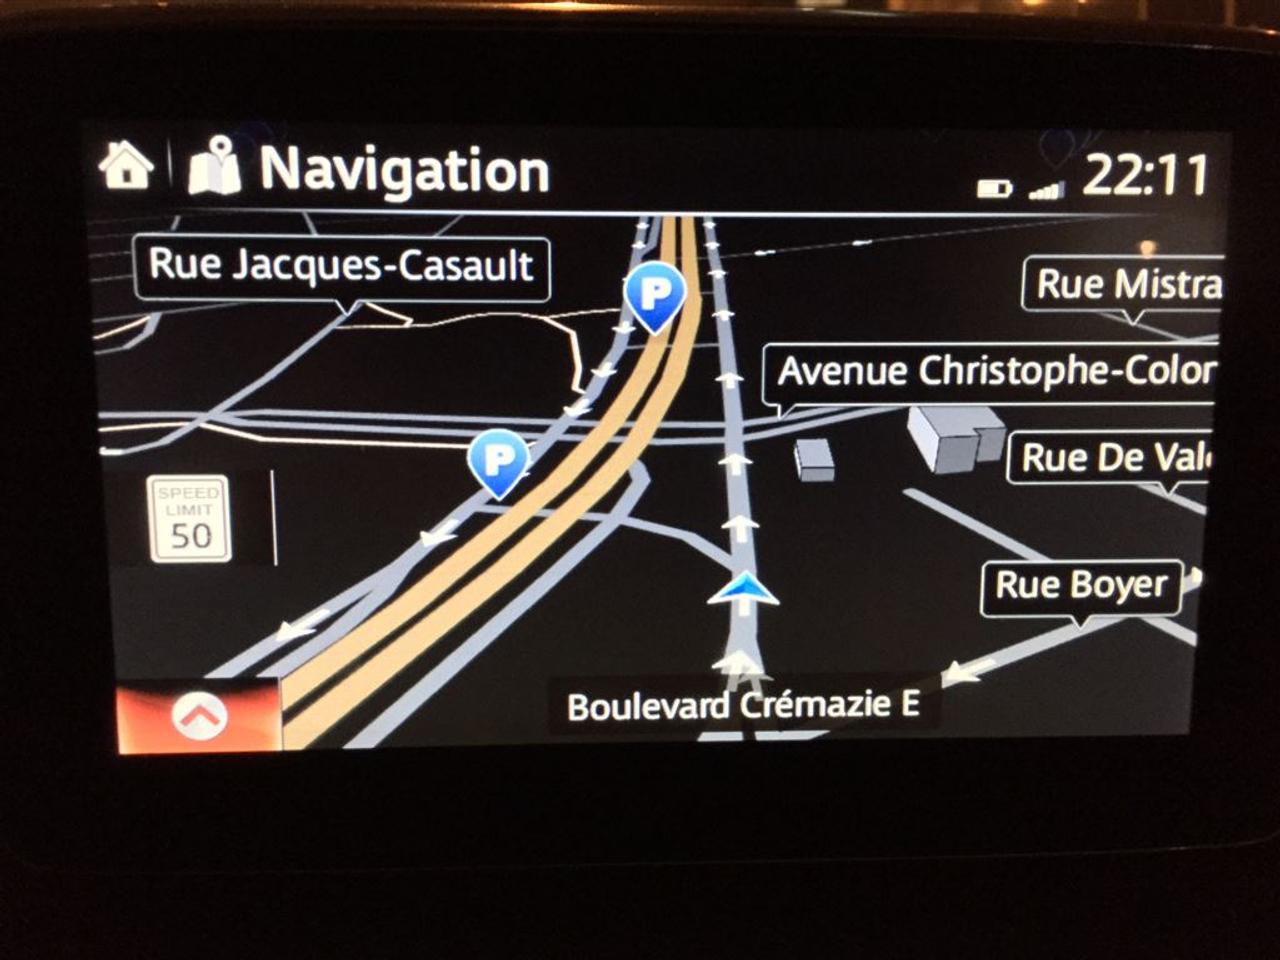 Navigation
22:11
Rue Jacques-Casault
P
Rue Mistra
Avenue Christophe-Color
P
Rue De Val
SPEED
LIMIT
50
Rue Boyer
Boulevard Crémazie E